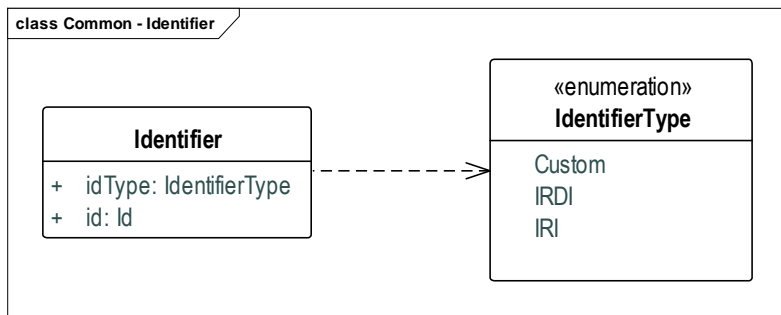 class Common - Identifier
Identifier
+ idType: IdentifierType
+ id: Id
«enumeration»
IdentifierType
Custom
IRDI
IRI